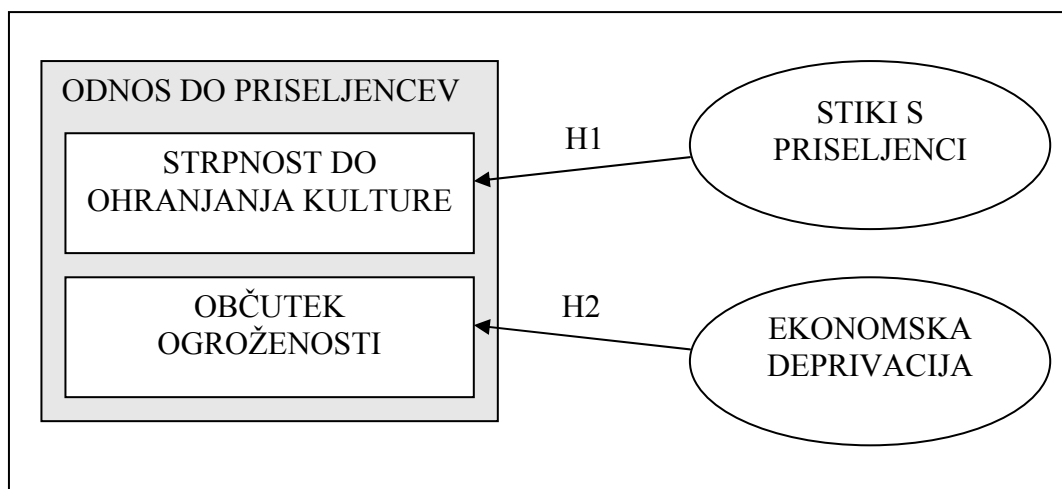 ODNOS DO PRISELJENCEV
STRPNOST DO
OHRANJANJA KULTURE
H1
STIKI S
PRISELJENCI
OBČUTEK
OGROŽENOSTI
H2
EKONOMSKA
DEPRIVACIJA